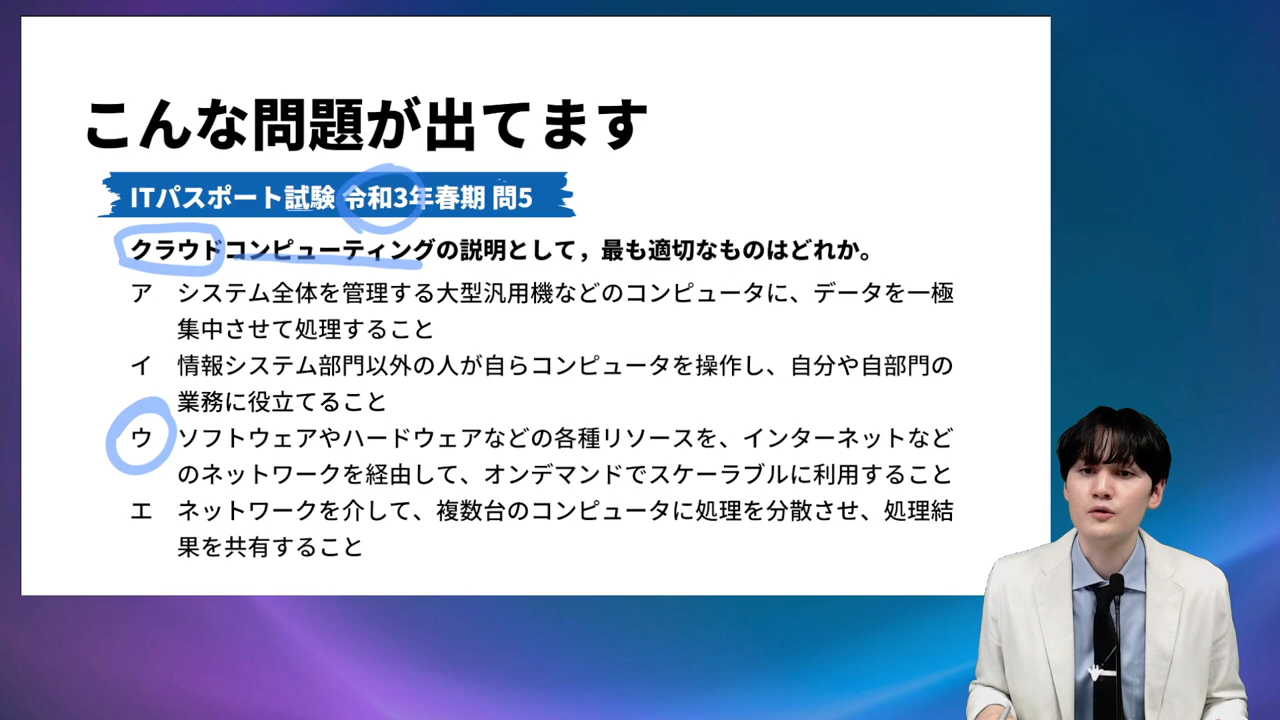 こんな問題が出てます
ITパスポート試験 令和3年春期 問5
クラウドコンピューティングの説明として，最も適切なものはどれか。
ア システム全体を管理する大型汎用機などのコンピュータに、データを一極
集中させて処理すること
イ 情報システム部門以外の人が自らコンピュータを操作し、自分や自部門の
業務に役立てること
ウ ソフトウェアやハードウェアなどの各種リソースを、インターネットなど
のネットワークを経由して、オンデマンドでスケーラブルに利用すること
エ ネットワークを介して、複数台のコンピュータに処理を分散させ、処理結
果を共有すること